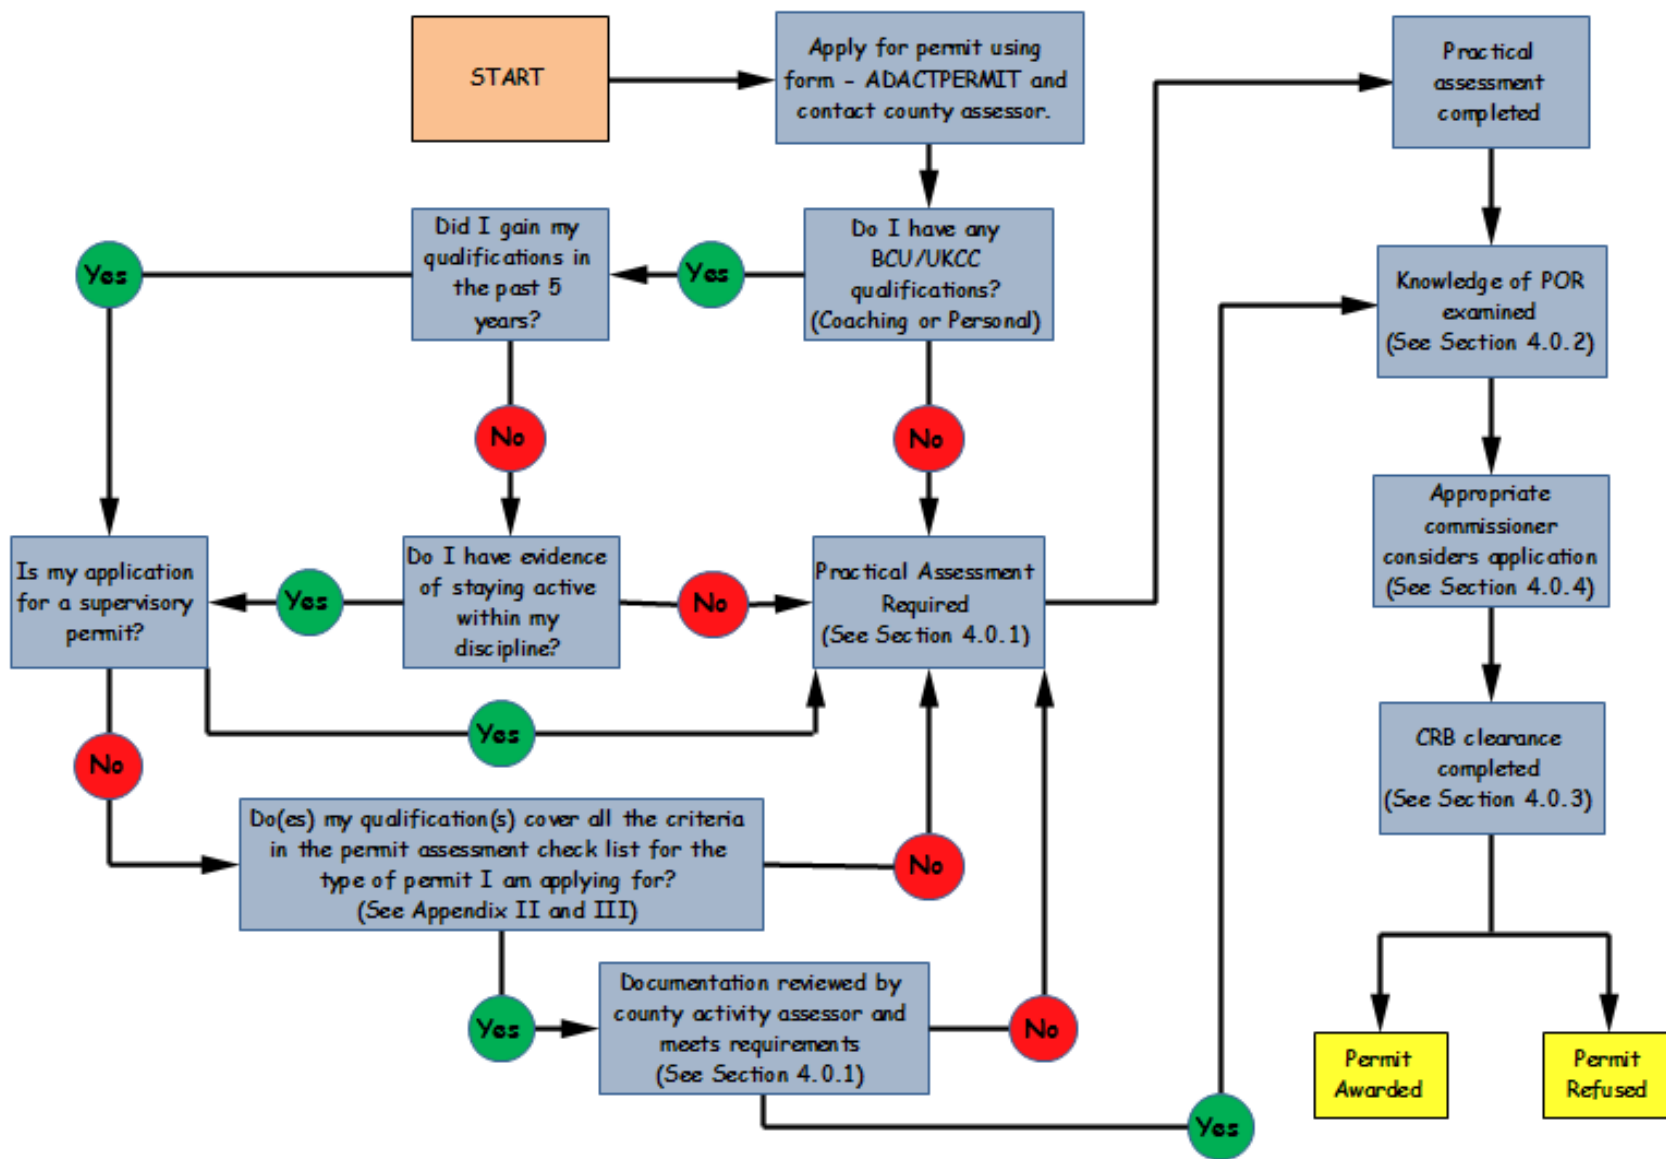 START
Apply for permit using
form - ADACTPERMIT and
contact county assessor.
Practical
assessment
completed
Did I gain my
qualifications in
the past 5
years?
Do I have any
BCU/UKCC
qualifications?
(Coaching or Personal)
Yes
Yes
Knowledge of POR
examined
(See Section 4.0.2)
No
No
Appropriate
commissioner
considers application
(See Section 4.0.4)
Is my application
for a supervisory
permit?
Yes
Do I have evidence
of staying active
within my
discipline?
No
Practical Assessment
Required
(See Section 4.0.1)
Yes
No
CRB clearance
completed
(See Section 4.0.3)
Do(es) my qualification(s) cover all the criteria
in the permit assessment check list for the
type of permit I am applying for?
(See Appendix II and III)
No
Yes
Documentation reviewed by
county activity assessor and
meets requirements
(See Section 4.0.1)
No
Yes
Permit
Awarded
Permit
Refused